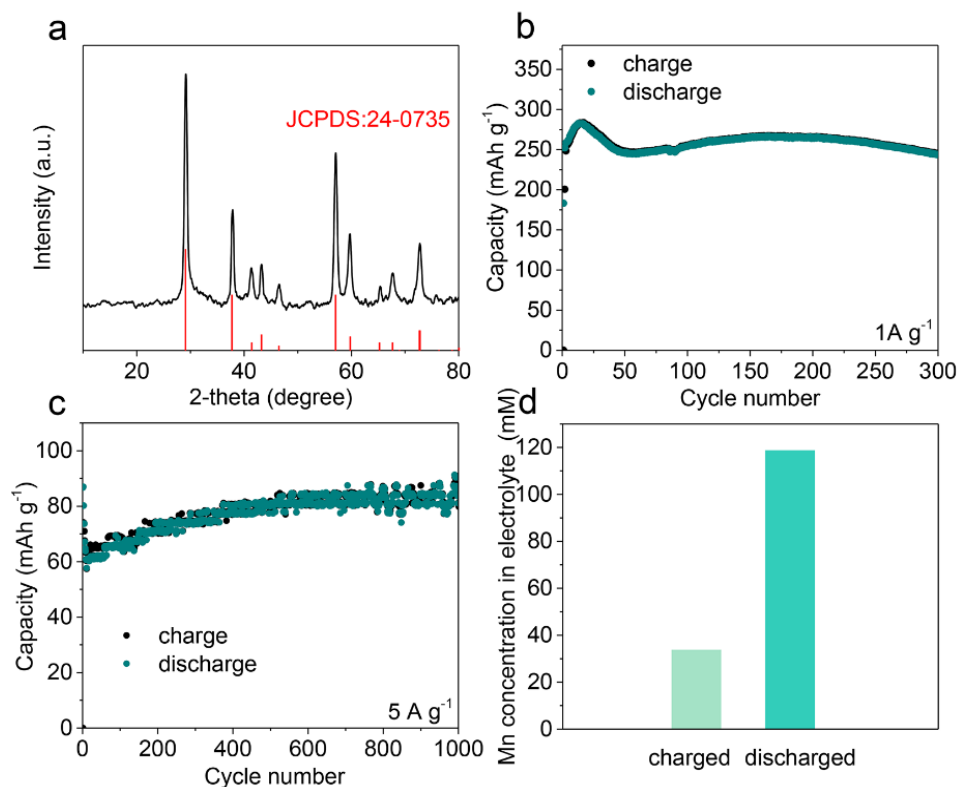 a
Intensity (a.u.)
JCPDS:24-0735
20 40 60 80
2-theta (degree)
b
Capacity (mAh g⁻¹)
400
350
300
250
200
150
100
50
0
charge
discharge
1A g⁻¹
0 50 100 150 200 250 300
Cycle number
c
Capacity (mAh g⁻¹)
100
80
60
40
20
0
charge
discharge
5 A g⁻¹
0 200 400 600 800 1000
Cycle number
d
Mn concentration in electrolyte (mM)
120
100
80
60
40
20
0
charged discharged